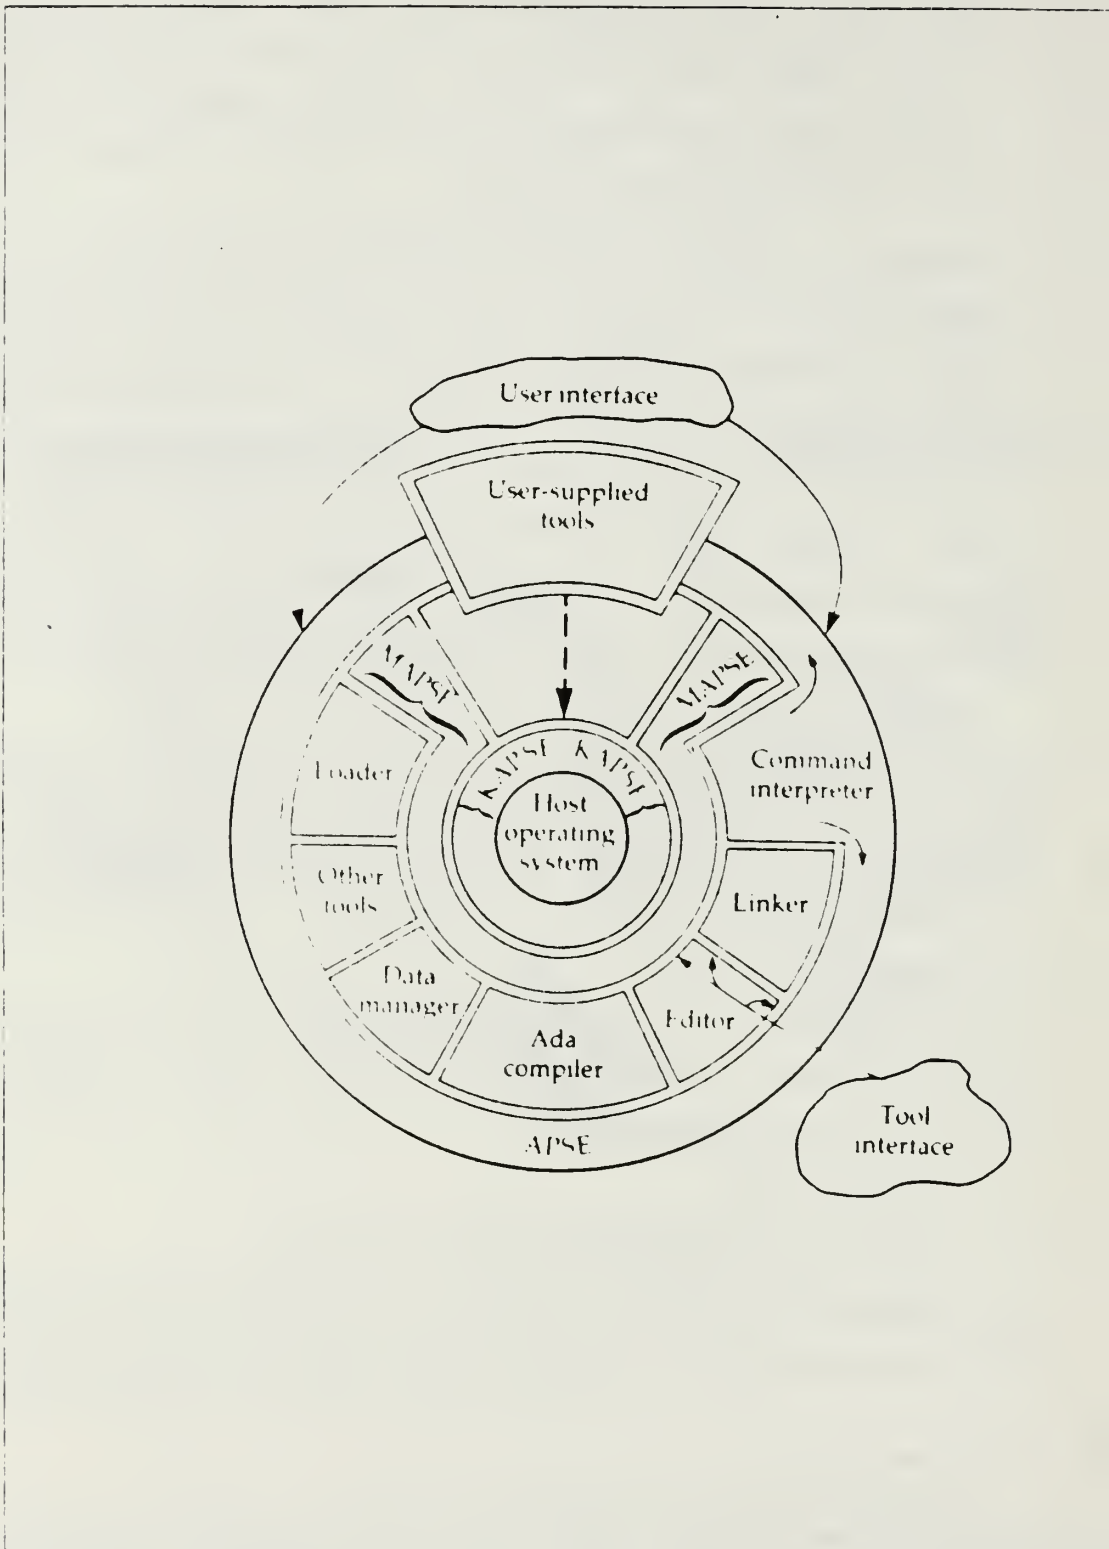 User interface
User-supplied
tools
MAPSE
MAPSE
KAPSE KAPSE
Loader
Command
interpreter
Host
operating
system
Other
tools
Linker
Data
manager
Editor
Ada
compiler
APSE
Tool
interface